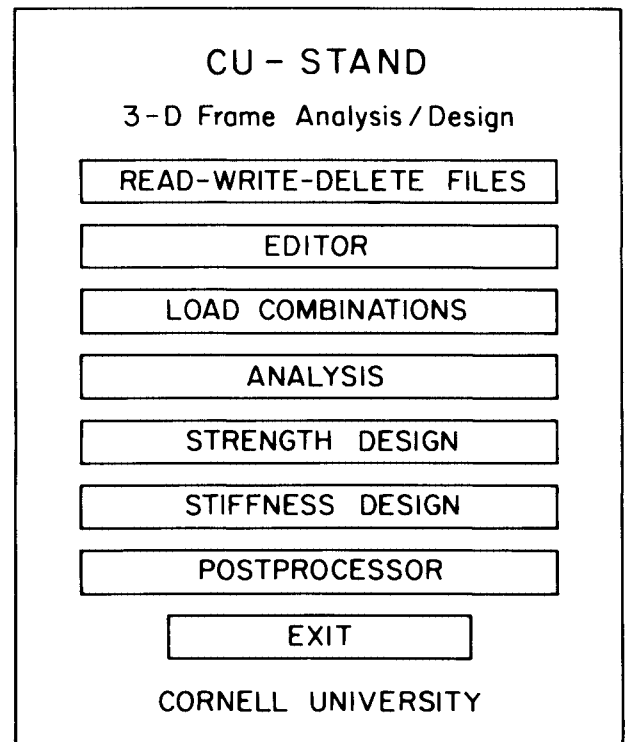 CU - STAND
3-D Frame Analysis / Design
READ-WRITE-DELETE FILES
EDITOR
LOAD COMBINATIONS
ANALYSIS
STRENGTH DESIGN
STIFFNESS DESIGN
POSTPROCESSOR
EXIT
CORNELL UNIVERSITY